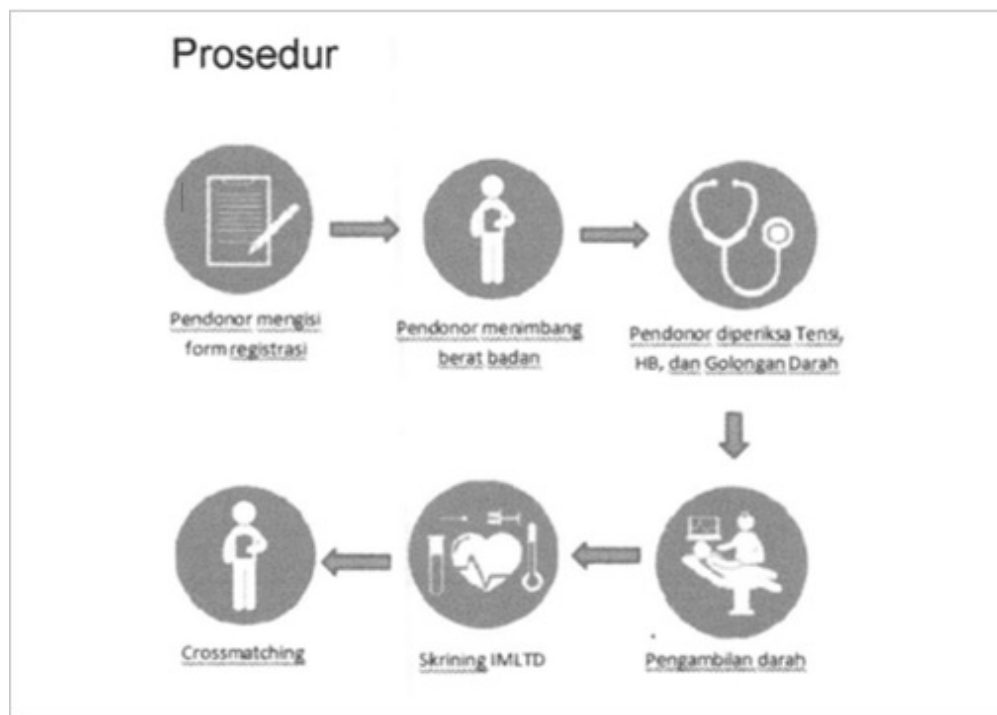 Prosedur
Pendonor mengisi
form registrasi
Pendonor menimbang
berat badan
Pendonor diperiksa Tensi,
HB, dan Golongan Darah
Pengambilan darah
Skrining IMLTD
Crossmatching